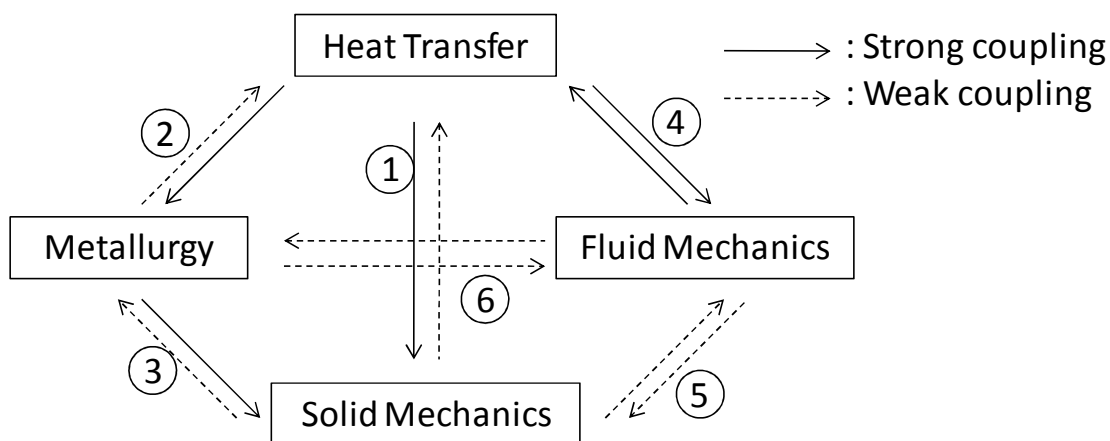 Heat Transfer
: Strong coupling
: Weak coupling
2
4
1
Metallurgy
Fluid Mechanics
6
3
5
Solid Mechanics